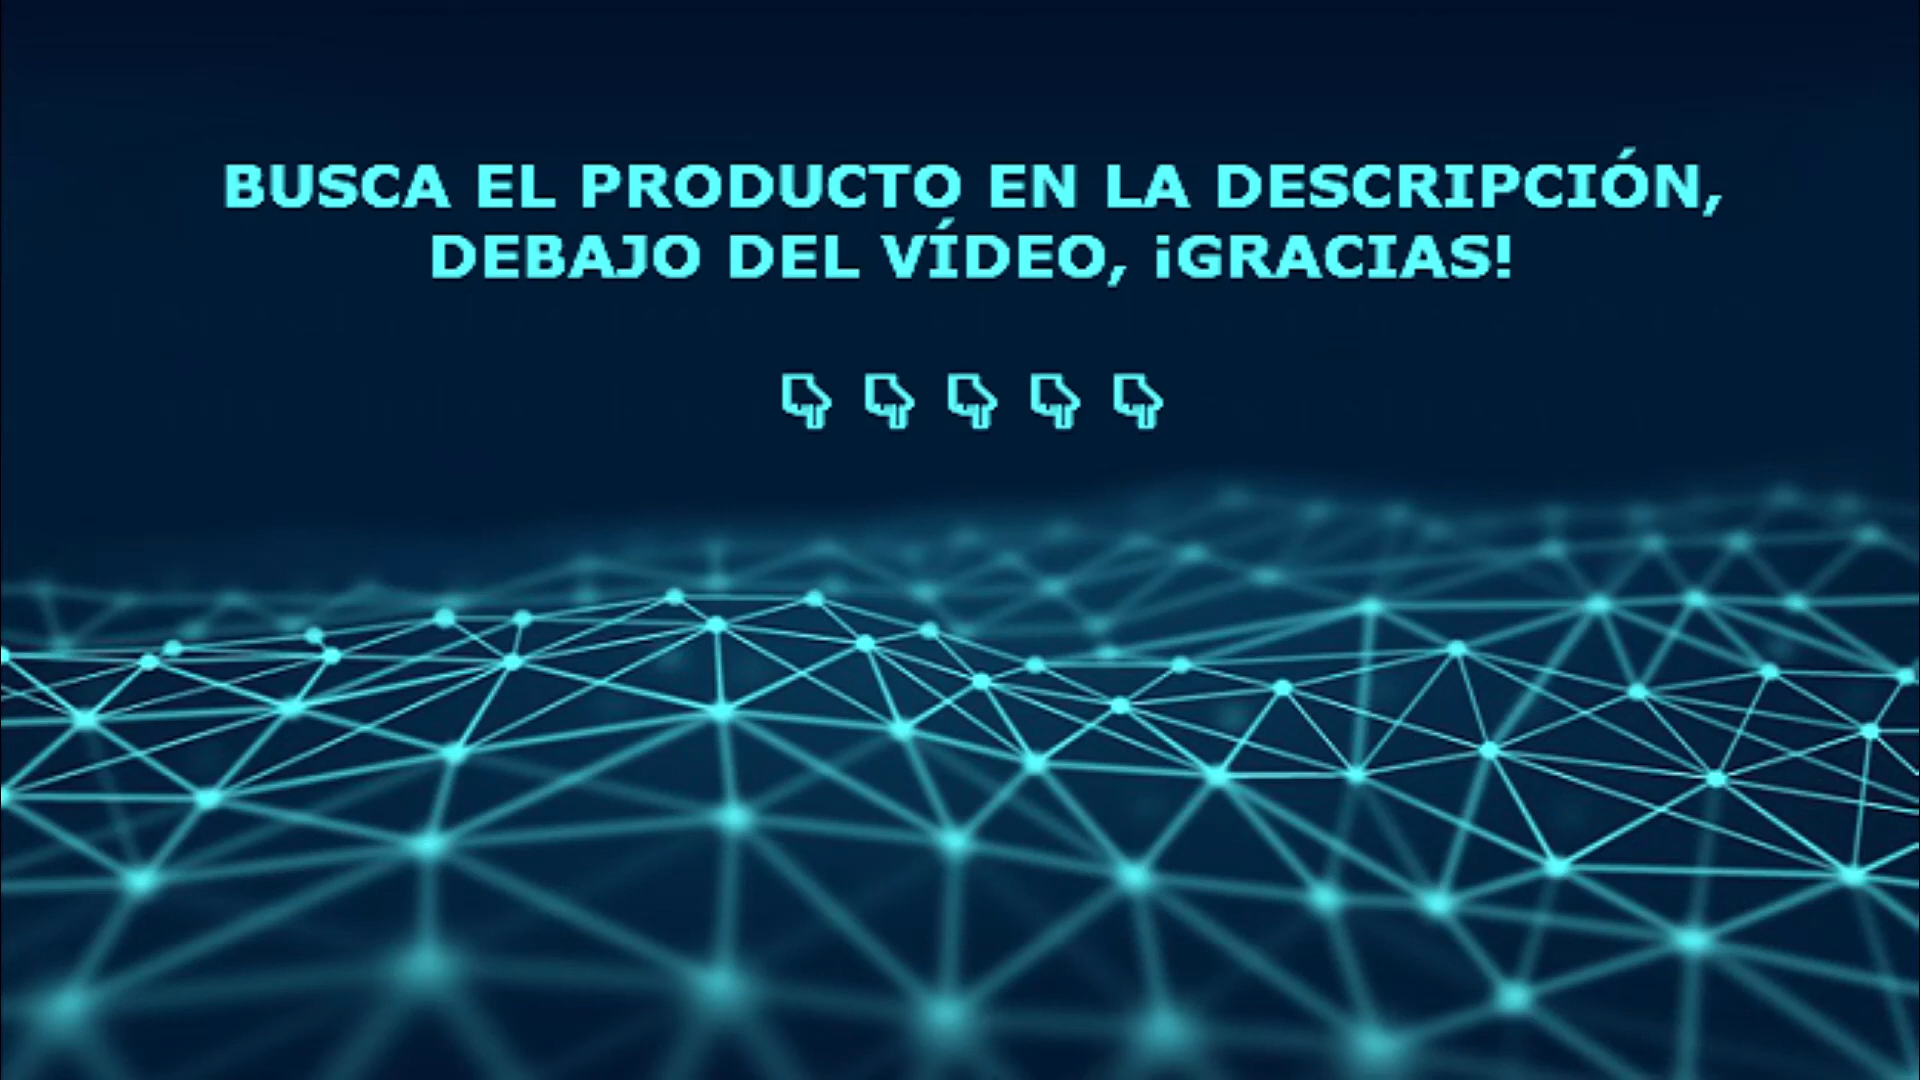 BUSCA EL PRODUCTO EN LA DESCRIPCIÓN,
DEBAJO DEL VÍDEO, ¡GRACIAS!